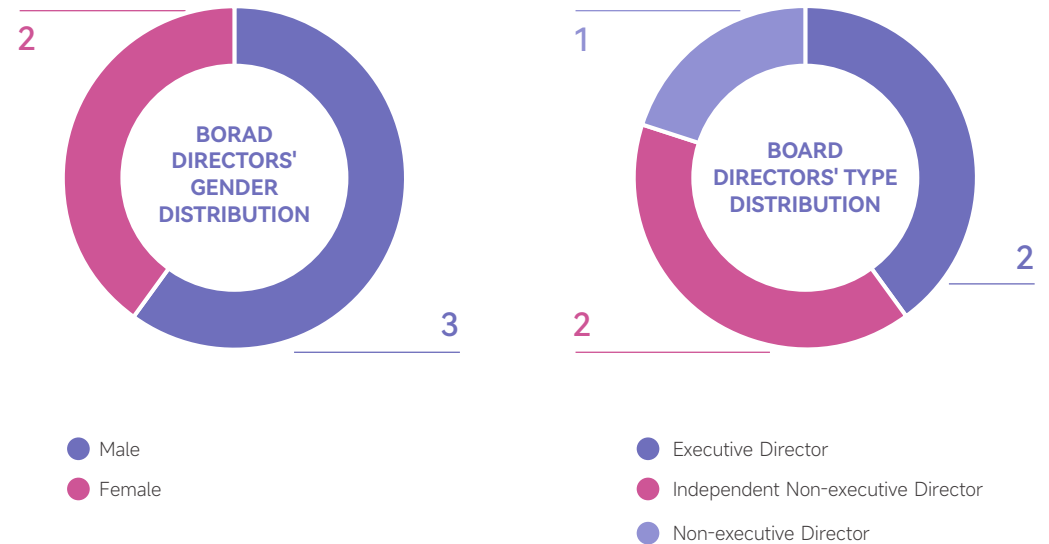 2
BORAD
DIRECTORS'
GENDER
DISTRIBUTION
3
Male
Female
1
BOARD
DIRECTORS' TYPE
DISTRIBUTION
2
2
Executive Director
Independent Non-executive Director
Non-executive Director